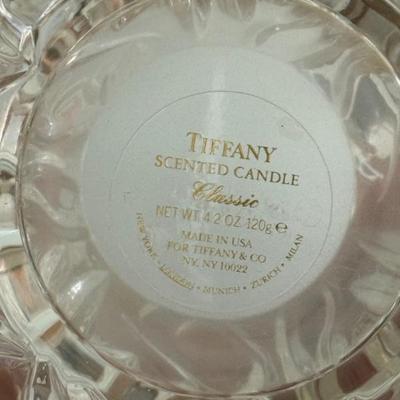 TIFFANY
SCENTED CANDLE
Classic
NET WT. 4.2 OZ. 120g ℮
MADE IN USA
FOR TIFFANY & CO
NY, NY 10022
NEW YORK • LONDON • MUNICH • ZURICH • MILAN